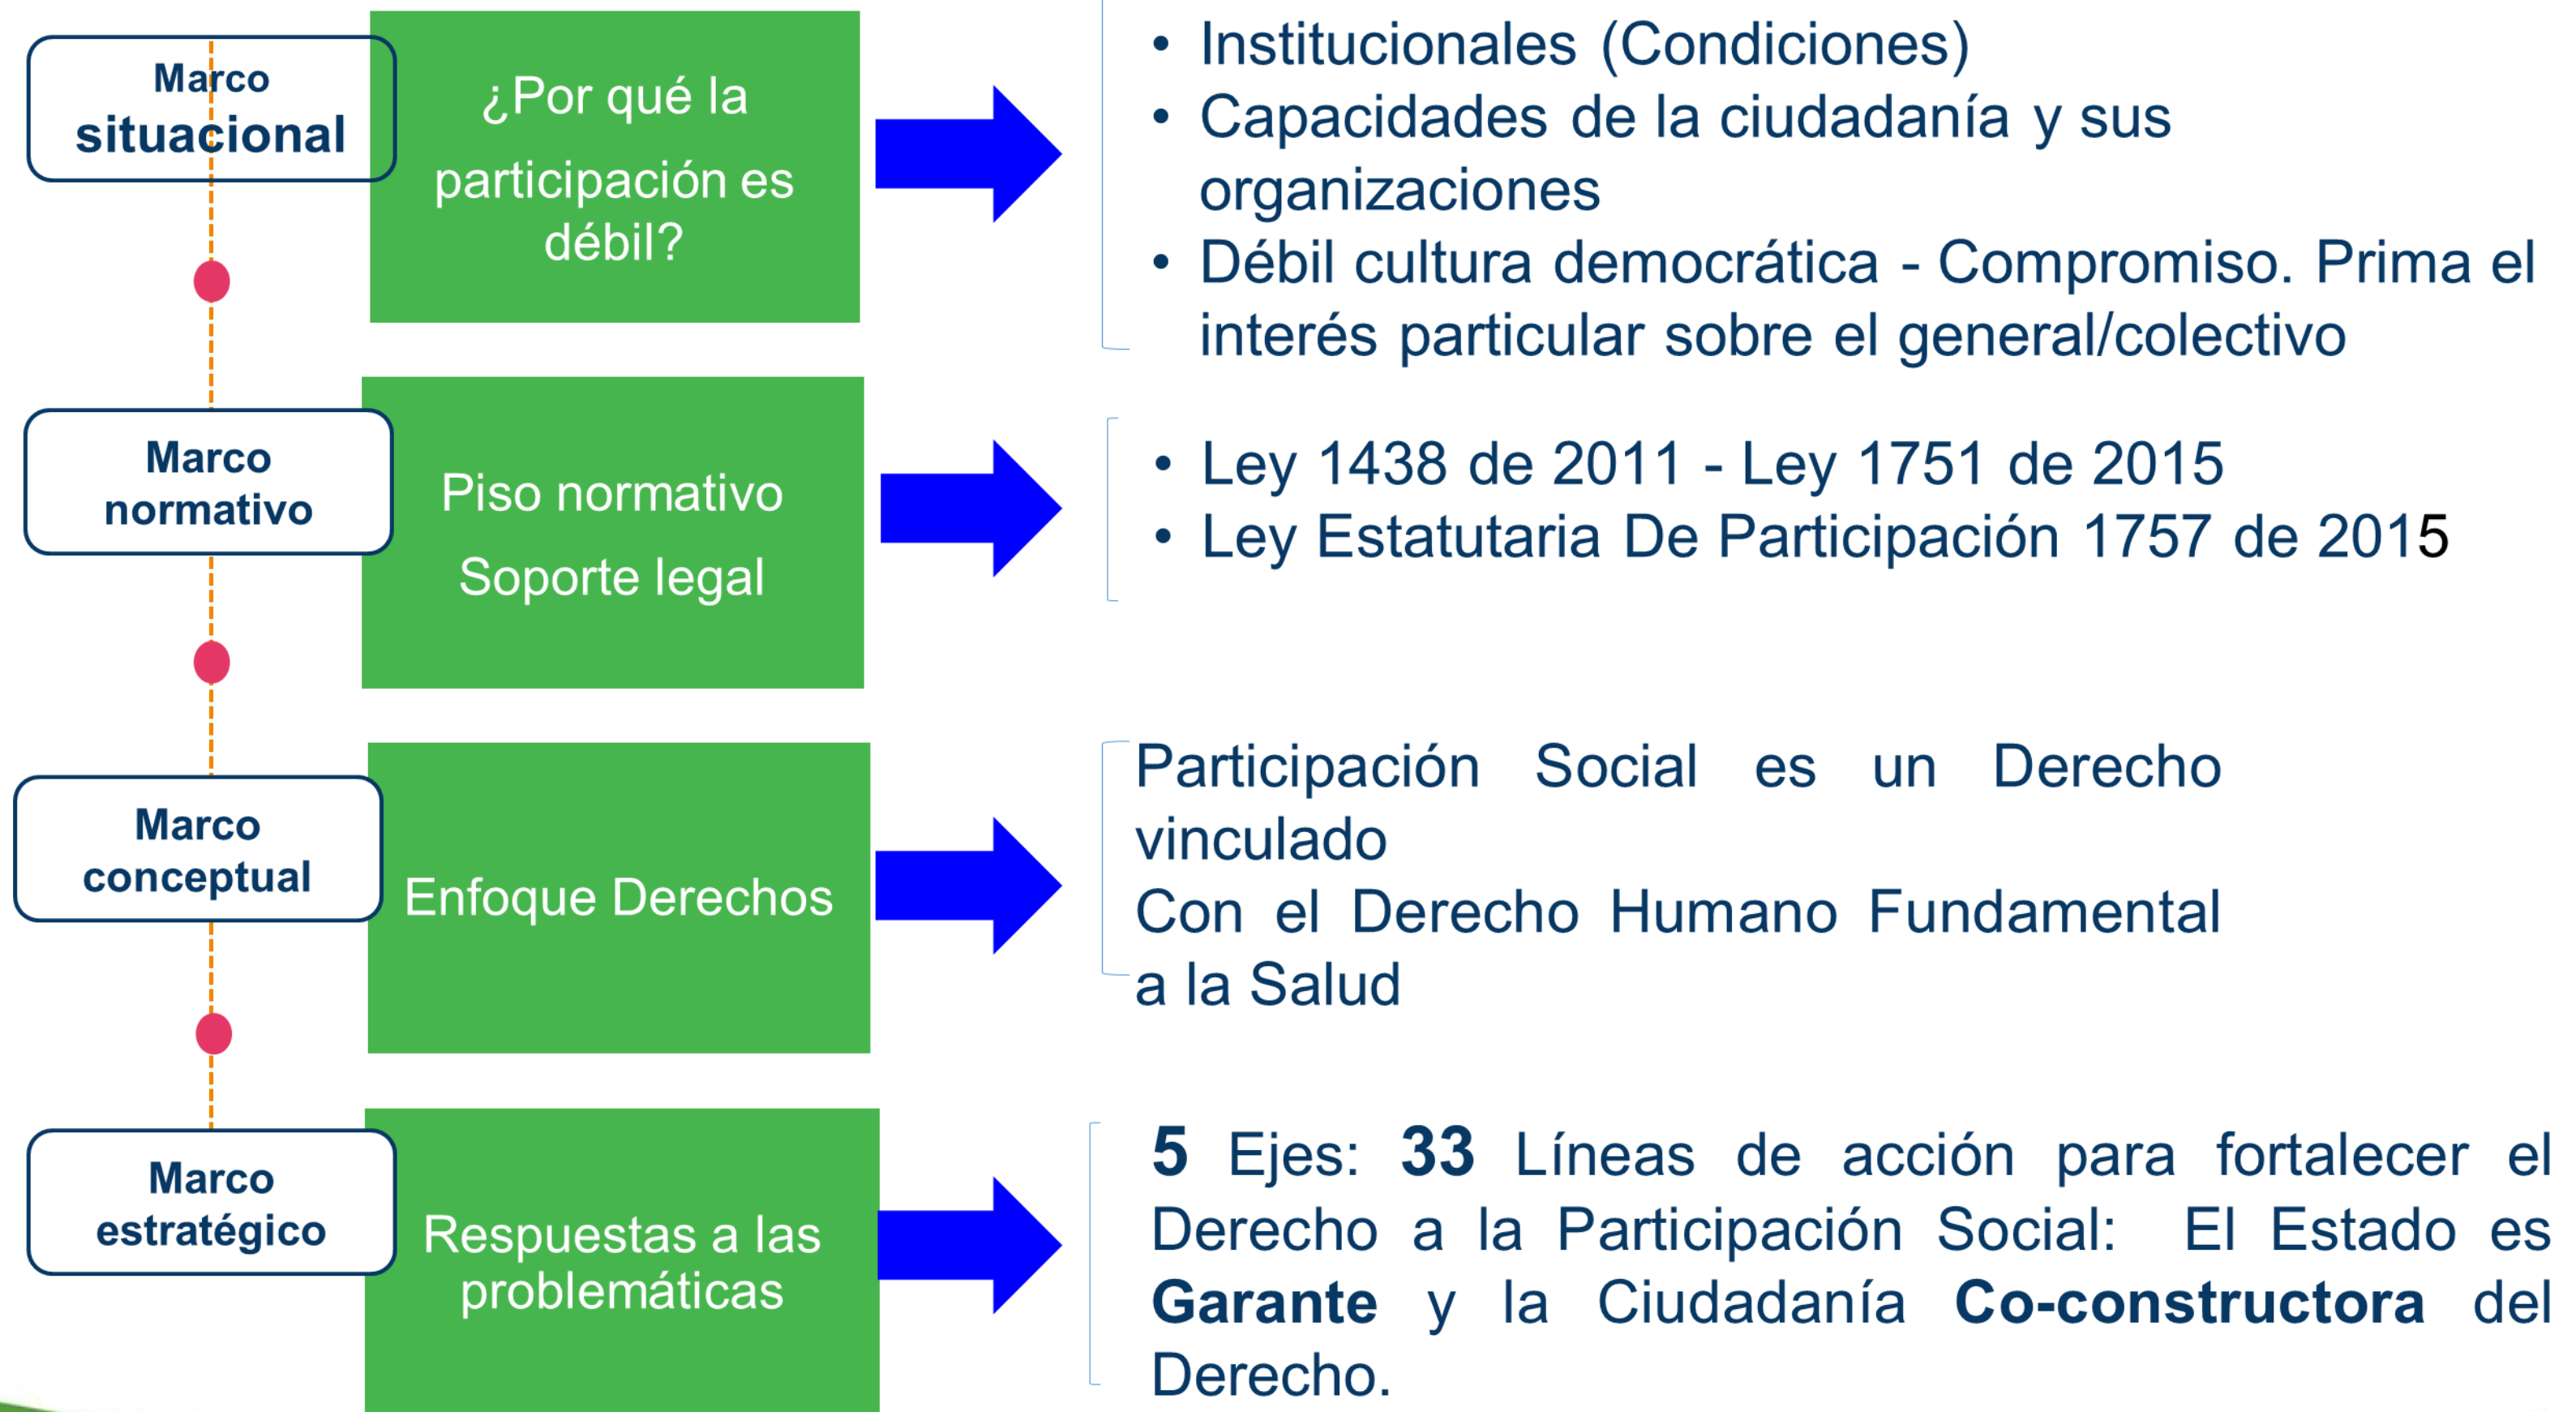 Marco
situacional
¿Por qué la
participación es
débil?
• Institucionales (Condiciones)
• Capacidades de la ciudadanía y sus
organizaciones
• Débil cultura democrática - Compromiso. Prima el
interés particular sobre el general/colectivo
Marco
normativo
Piso normativo
Soporte legal
• Ley 1438 de 2011 - Ley 1751 de 2015
• Ley Estatutaria De Participación 1757 de 2015
Marco
conceptual
Enfoque Derechos
Participación Social es un Derecho
vinculado
Con el Derecho Humano Fundamental
a la Salud
Marco
estratégico
Respuestas a las
problemáticas
5 Ejes: 33 Líneas de acción para fortalecer el
Derecho a la Participación Social: El Estado es
Garante y la Ciudadanía Co-constructora del
Derecho.